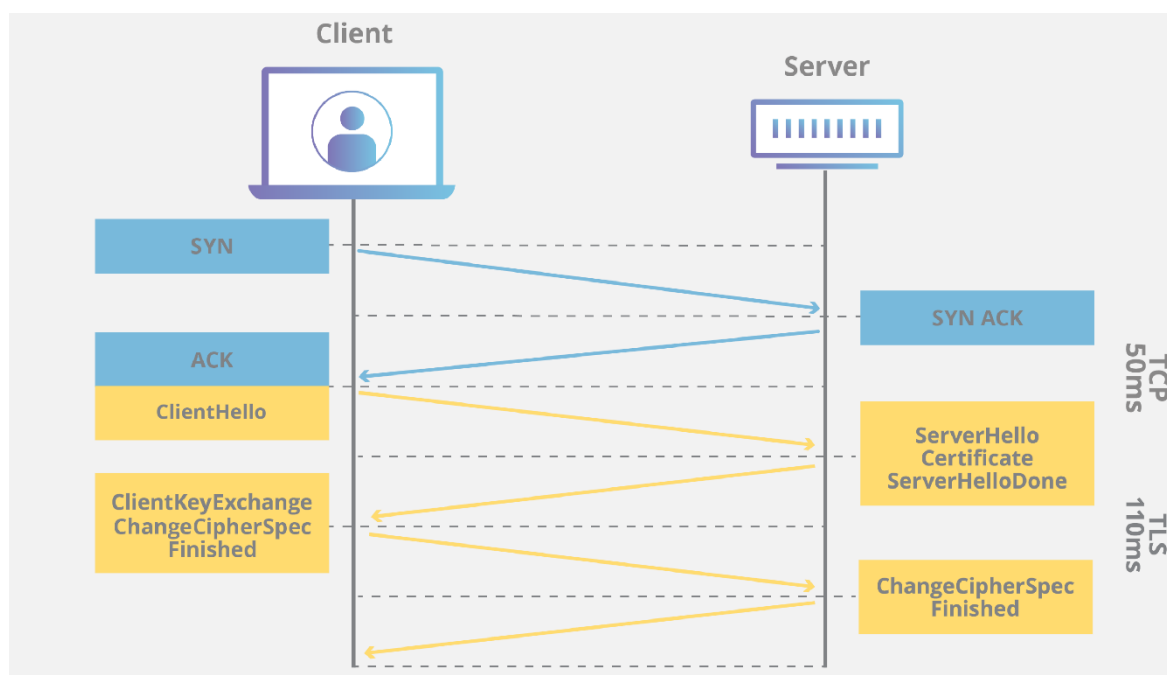 Client
Server
SYN
SYN ACK
ACK
ClientHello
TCP
50ms
ServerHello
Certificate
ServerHelloDone
ClientKeyExchange
ChangeCipherSpec
Finished
TLS
110ms
ChangeCipherSpec
Finished